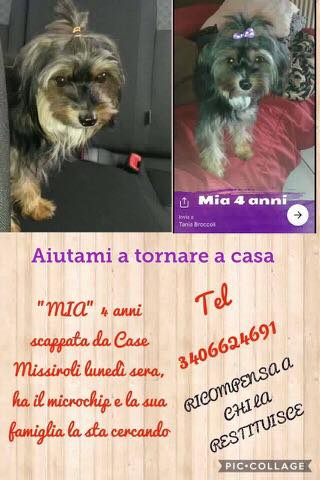 Mia 4 anni
Invia a
Tania Broccoli
Aiutami a tornare a casa
"MIA" 4 anni
scappata da Case
Missiroli lunedì sera,
ha il microchip e la sua
famiglia la sta cercando
Tel
3406624691
RICOMPENSA A
CHI LA
RESTITUISCE
PIC•COLLAGE